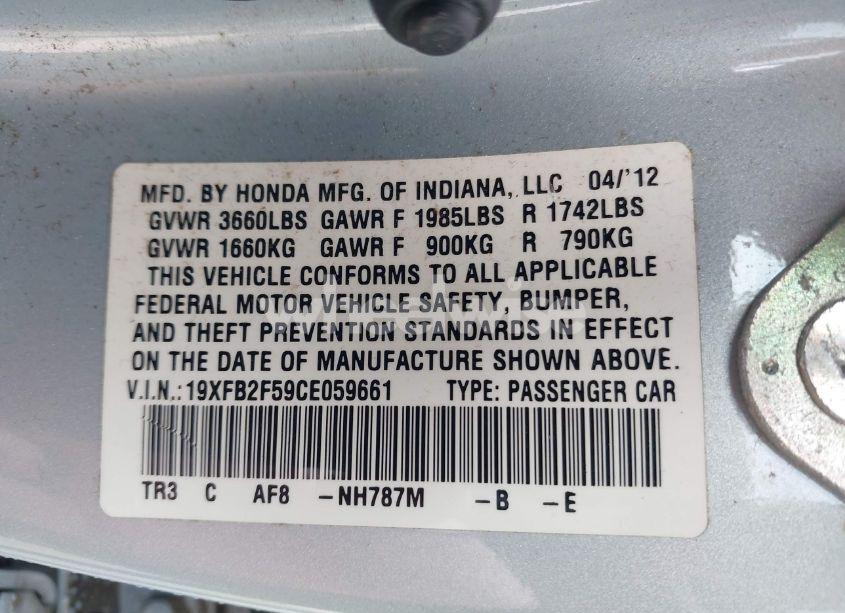 MFD. BY HONDA MFG. OF INDIANA, LLC 04/'12
GVWR 3660LBS GAWR F 1985LBS R 1742LBS
GVWR 1660KG GAWR F 900KG R 790KG
THIS VEHICLE CONFORMS TO ALL APPLICABLE
FEDERAL MOTOR VEHICLE SAFETY, BUMPER,
AND THEFT PREVENTION STANDARDS IN EFFECT
ON THE DATE OF MANUFACTURE SHOWN ABOVE.
V.I.N.: 19XFB2F59CE059661 TYPE: PASSENGER CAR
TR3 C AF8 -NH787M -B -E